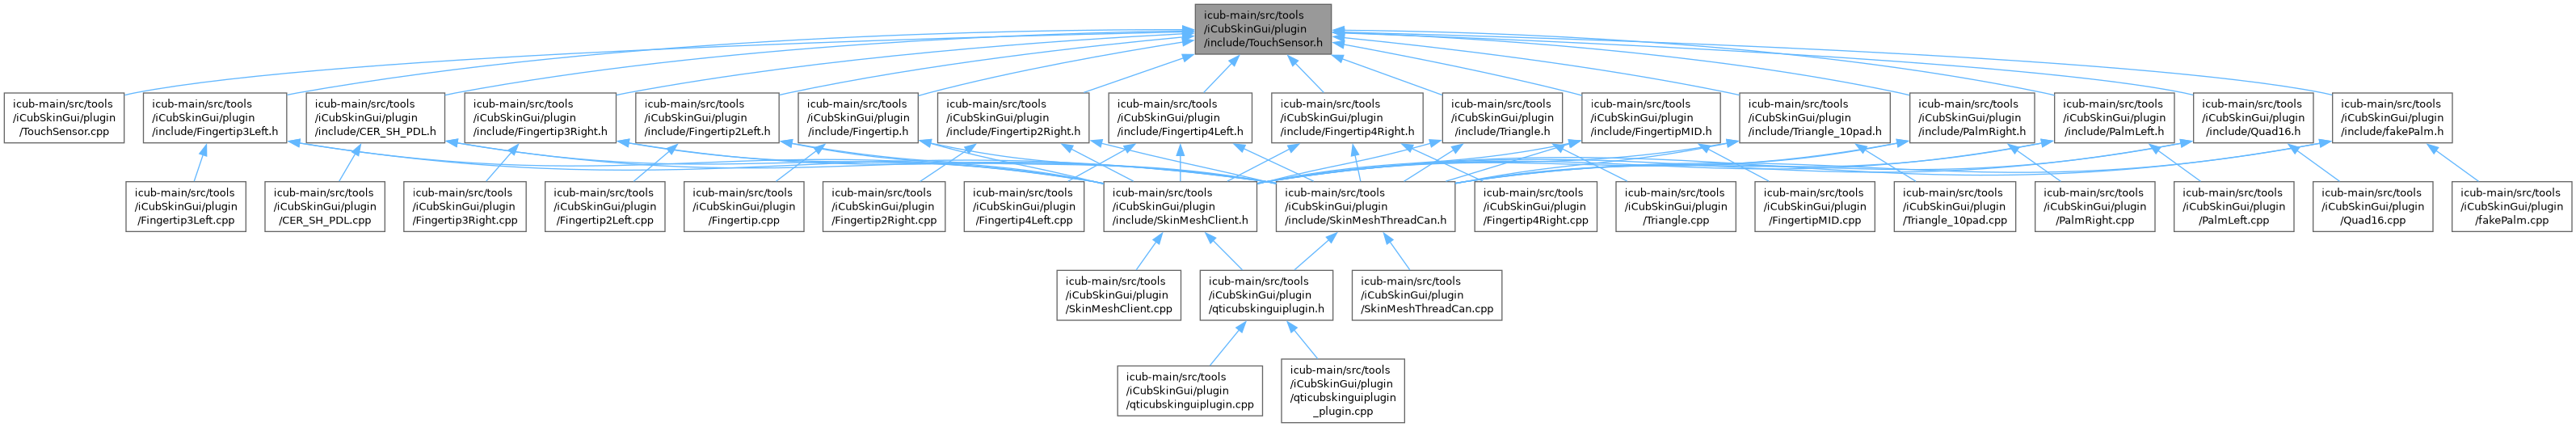 icub-main/src/tools
/iCubSkinGui/plugin
/include/TouchSensor.h
icub-main/src/tools
/iCubSkinGui/plugin
/TouchSensor.cpp
icub-main/src/tools
/iCubSkinGui/plugin
/include/Fingertip3Left.h
icub-main/src/tools
/iCubSkinGui/plugin
/include/CER_SH_PDL.h
icub-main/src/tools
/iCubSkinGui/plugin
/include/Fingertip3Right.h
icub-main/src/tools
/iCubSkinGui/plugin
/include/Fingertip2Left.h
icub-main/src/tools
/iCubSkinGui/plugin
/include/Fingertip.h
icub-main/src/tools
/iCubSkinGui/plugin
/include/Fingertip2Right.h
icub-main/src/tools
/iCubSkinGui/plugin
/include/Fingertip4Left.h
icub-main/src/tools
/iCubSkinGui/plugin
/include/Fingertip4Right.h
icub-main/src/tools
/iCubSkinGui/plugin
/include/Triangle.h
icub-main/src/tools
/iCubSkinGui/plugin
/include/FingertipMID.h
icub-main/src/tools
/iCubSkinGui/plugin
/include/Triangle_10pad.h
icub-main/src/tools
/iCubSkinGui/plugin
/include/PalmRight.h
icub-main/src/tools
/iCubSkinGui/plugin
/include/PalmLeft.h
icub-main/src/tools
/iCubSkinGui/plugin
/include/Quad16.h
icub-main/src/tools
/iCubSkinGui/plugin
/include/fakePalm.h
icub-main/src/tools
/iCubSkinGui/plugin
/Fingertip3Left.cpp
icub-main/src/tools
/iCubSkinGui/plugin
/CER_SH_PDL.cpp
icub-main/src/tools
/iCubSkinGui/plugin
/Fingertip3Right.cpp
icub-main/src/tools
/iCubSkinGui/plugin
/Fingertip2Left.cpp
icub-main/src/tools
/iCubSkinGui/plugin
/Fingertip.cpp
icub-main/src/tools
/iCubSkinGui/plugin
/Fingertip2Right.cpp
icub-main/src/tools
/iCubSkinGui/plugin
/Fingertip4Left.cpp
icub-main/src/tools
/iCubSkinGui/plugin
/include/SkinMeshClient.h
icub-main/src/tools
/iCubSkinGui/plugin
/include/SkinMeshThreadCan.h
icub-main/src/tools
/iCubSkinGui/plugin
/Fingertip4Right.cpp
icub-main/src/tools
/iCubSkinGui/plugin
/Triangle.cpp
icub-main/src/tools
/iCubSkinGui/plugin
/FingertipMID.cpp
icub-main/src/tools
/iCubSkinGui/plugin
/Triangle_10pad.cpp
icub-main/src/tools
/iCubSkinGui/plugin
/PalmRight.cpp
icub-main/src/tools
/iCubSkinGui/plugin
/PalmLeft.cpp
icub-main/src/tools
/iCubSkinGui/plugin
/Quad16.cpp
icub-main/src/tools
/iCubSkinGui/plugin
/fakePalm.cpp
icub-main/src/tools
/iCubSkinGui/plugin
/SkinMeshClient.cpp
icub-main/src/tools
/iCubSkinGui/plugin
/qticubskinguiplugin.h
icub-main/src/tools
/iCubSkinGui/plugin
/SkinMeshThreadCan.cpp
icub-main/src/tools
/iCubSkinGui/plugin
/qticubskinguiplugin.cpp
icub-main/src/tools
/iCubSkinGui/plugin
/qticubskinguiplugin
_plugin.cpp